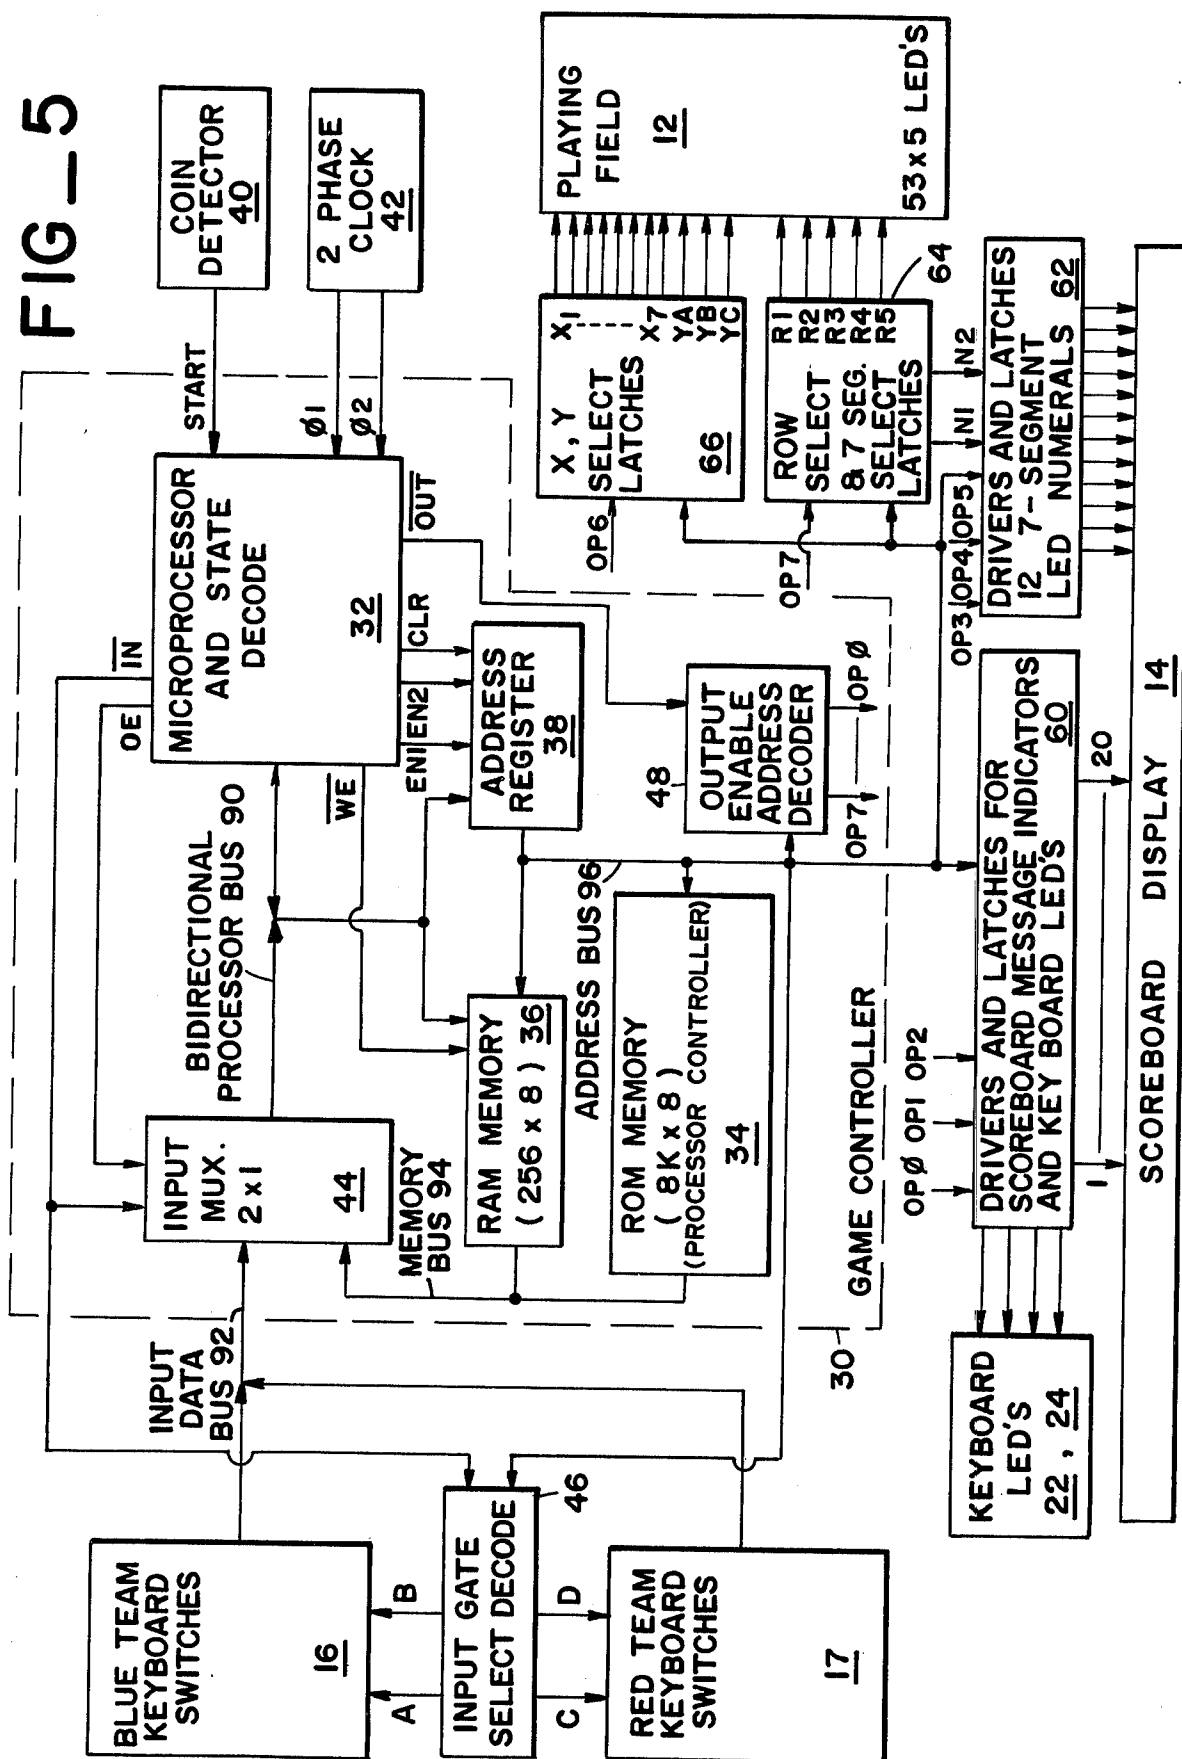 FIG_5
BLUE TEAM
KEYBOARD
SWITCHES
16
A
B
INPUT GATE
SELECT DECODE
46
C
D
RED TEAM
KEYBOARD
SWITCHES
17
INPUT
DATA
BUS 92
INPUT
MUX.
2x1
44
MEMORY
BUS 94
BIDIRECTIONAL
PROCESSOR BUS 90
OE
IN
MICROPROCESSOR
AND STATE
DECODE
32
START
Ø1
Ø2
COIN
DETECTOR
40
2 PHASE
CLOCK
42
WE
EN1
EN2
CLR
OUT
RAM MEMORY
(256 x 8) 36
ADDRESS
REGISTER
38
ADDRESS BUS 96
ROM MEMORY
(8K x 8)
(PROCESSOR CONTROLLER)
34
48
OUTPUT
ENABLE
ADDRESS
DECODER
OP7
OPØ
GAME CONTROLLER
30
OP6
X, Y
SELECT
LATCHES
66
X1
X7
YA
YB
YC
PLAYING
FIELD
12
53x5 LED'S
OP7
ROW
SELECT
& 7 SEG.
SELECT
LATCHES
R1
R2
R3
R4
R5
64
N1
N2
KEYBOARD
LED'S
22, 24
OPØ OP1 OP2
DRIVERS AND LATCHES FOR
SCOREBOARD MESSAGE INDICATORS
AND KEY BOARD LED'S
60
OP3
OP4
OP5
DRIVERS AND LATCHES
12 7-SEGMENT
LED NUMERALS 62
1
20
SCOREBOARD DISPLAY 14